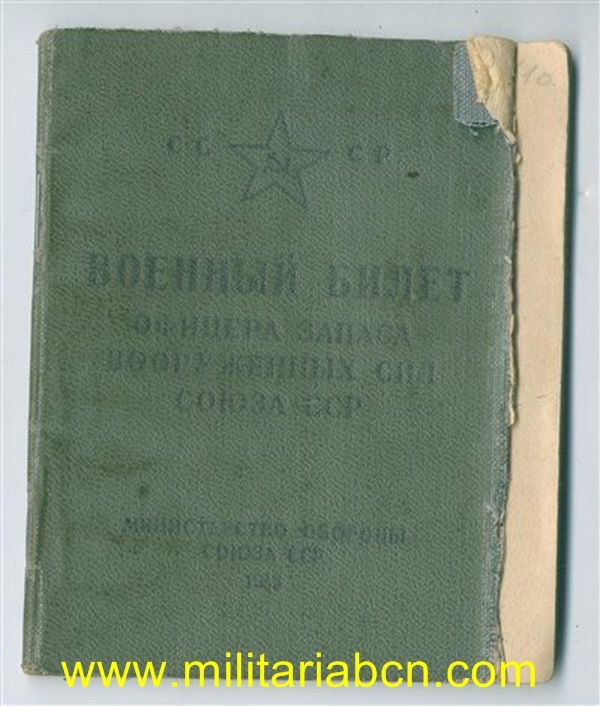 СС СР
ВОЕННЫЙ БИЛЕТ
ОФИЦЕРА ЗАПАСА
ВООРУЖЕННЫХ СИЛ
СОЮЗА ССР
МИНИСТЕРСТВО ОБОРОНЫ
СОЮЗА ССР
www.militariabcn.com